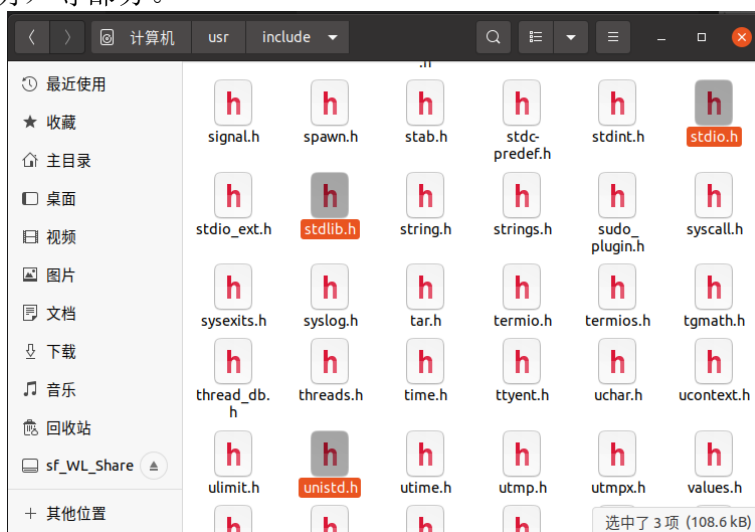 计算机 usr include
最近使用
收藏
主目录
桌面
视频
图片
文档
下载
音乐
回收站
sf_WL_Share
其他位置
.h
signal.h spawn.h stab.h stdc-predef.h stdint.h stdio.h
stdio_ext.h stdlib.h string.h strings.h sudo_plugin.h syscall.h
sysexits.h syslog.h tar.h termio.h termios.h tgmath.h
thread_db.h threads.h time.h ttyent.h uchar.h ucontext.h
ulimit.h unistd.h utime.h utmp.h utmpx.h values.h
选中了 3 项 (108.6 kB)